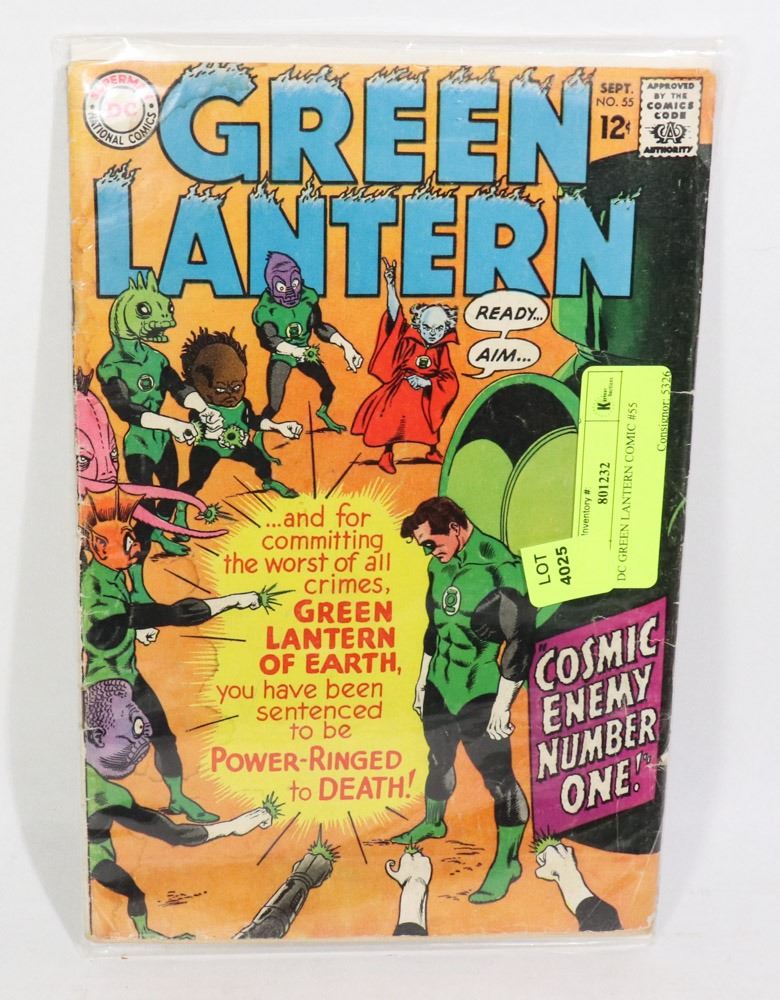 SUPERMAN
DC
NATIONAL COMICS
GREEN
LANTERN
SEPT.
NO. 55
12¢
APPROVED
BY THE
COMICS
CODE
CA
AUTHORITY
READY...
AIM...
...and for
committing
the worst of all
crimes,
GREEN
LANTERN
OF EARTH,
you have been
sentenced
to be
POWER-RINGED
to DEATH!
"COSMIC
ENEMY
NUMBER
ONE!"
LOT
4025
Inventory #
801232
DC GREEN LANTERN COMIC #55
Consignor: 5326